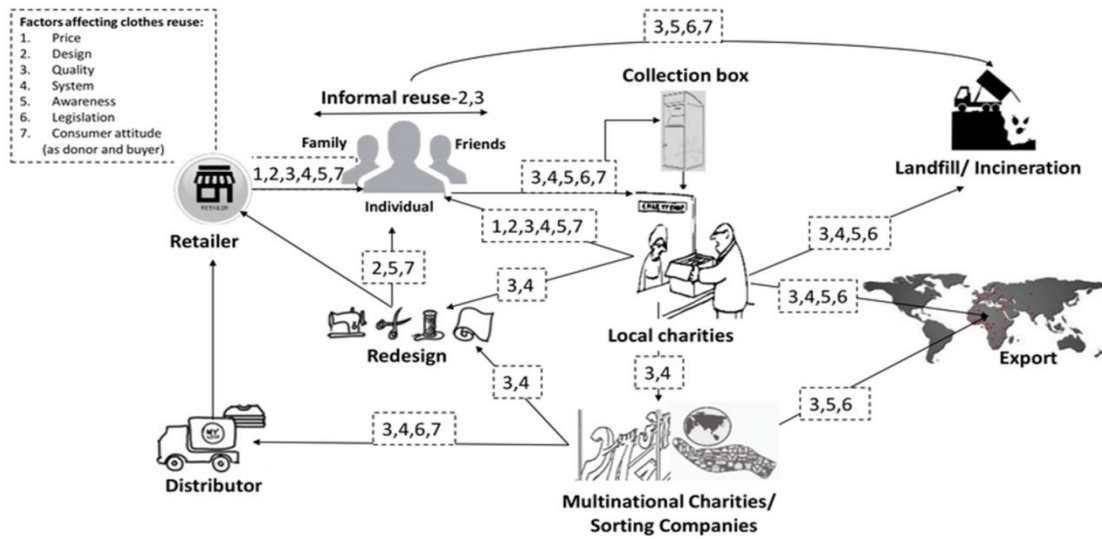 Factors affecting clothes reuse:
1. Price
2. Design
3. Quality
4. System
5. Awareness
6. Legislation
7. Consumer attitude
(as donor and buyer)
3,5,6,7
Collection box
Informal reuse-2,3
Family
Friends
Landfill/ Incineration
1,2,3,4,5,7
3,4,5,6,7
RETAILER
Individual
Retailer
1,2,3,4,5,7
3,4,5,6
2,5,7
3,4
3,4,5,6
Redesign
Local charities
Export
3,4
3,4
3,5,6
3,4,6,7
Distributor
Multinational Charities/
Sorting Companies